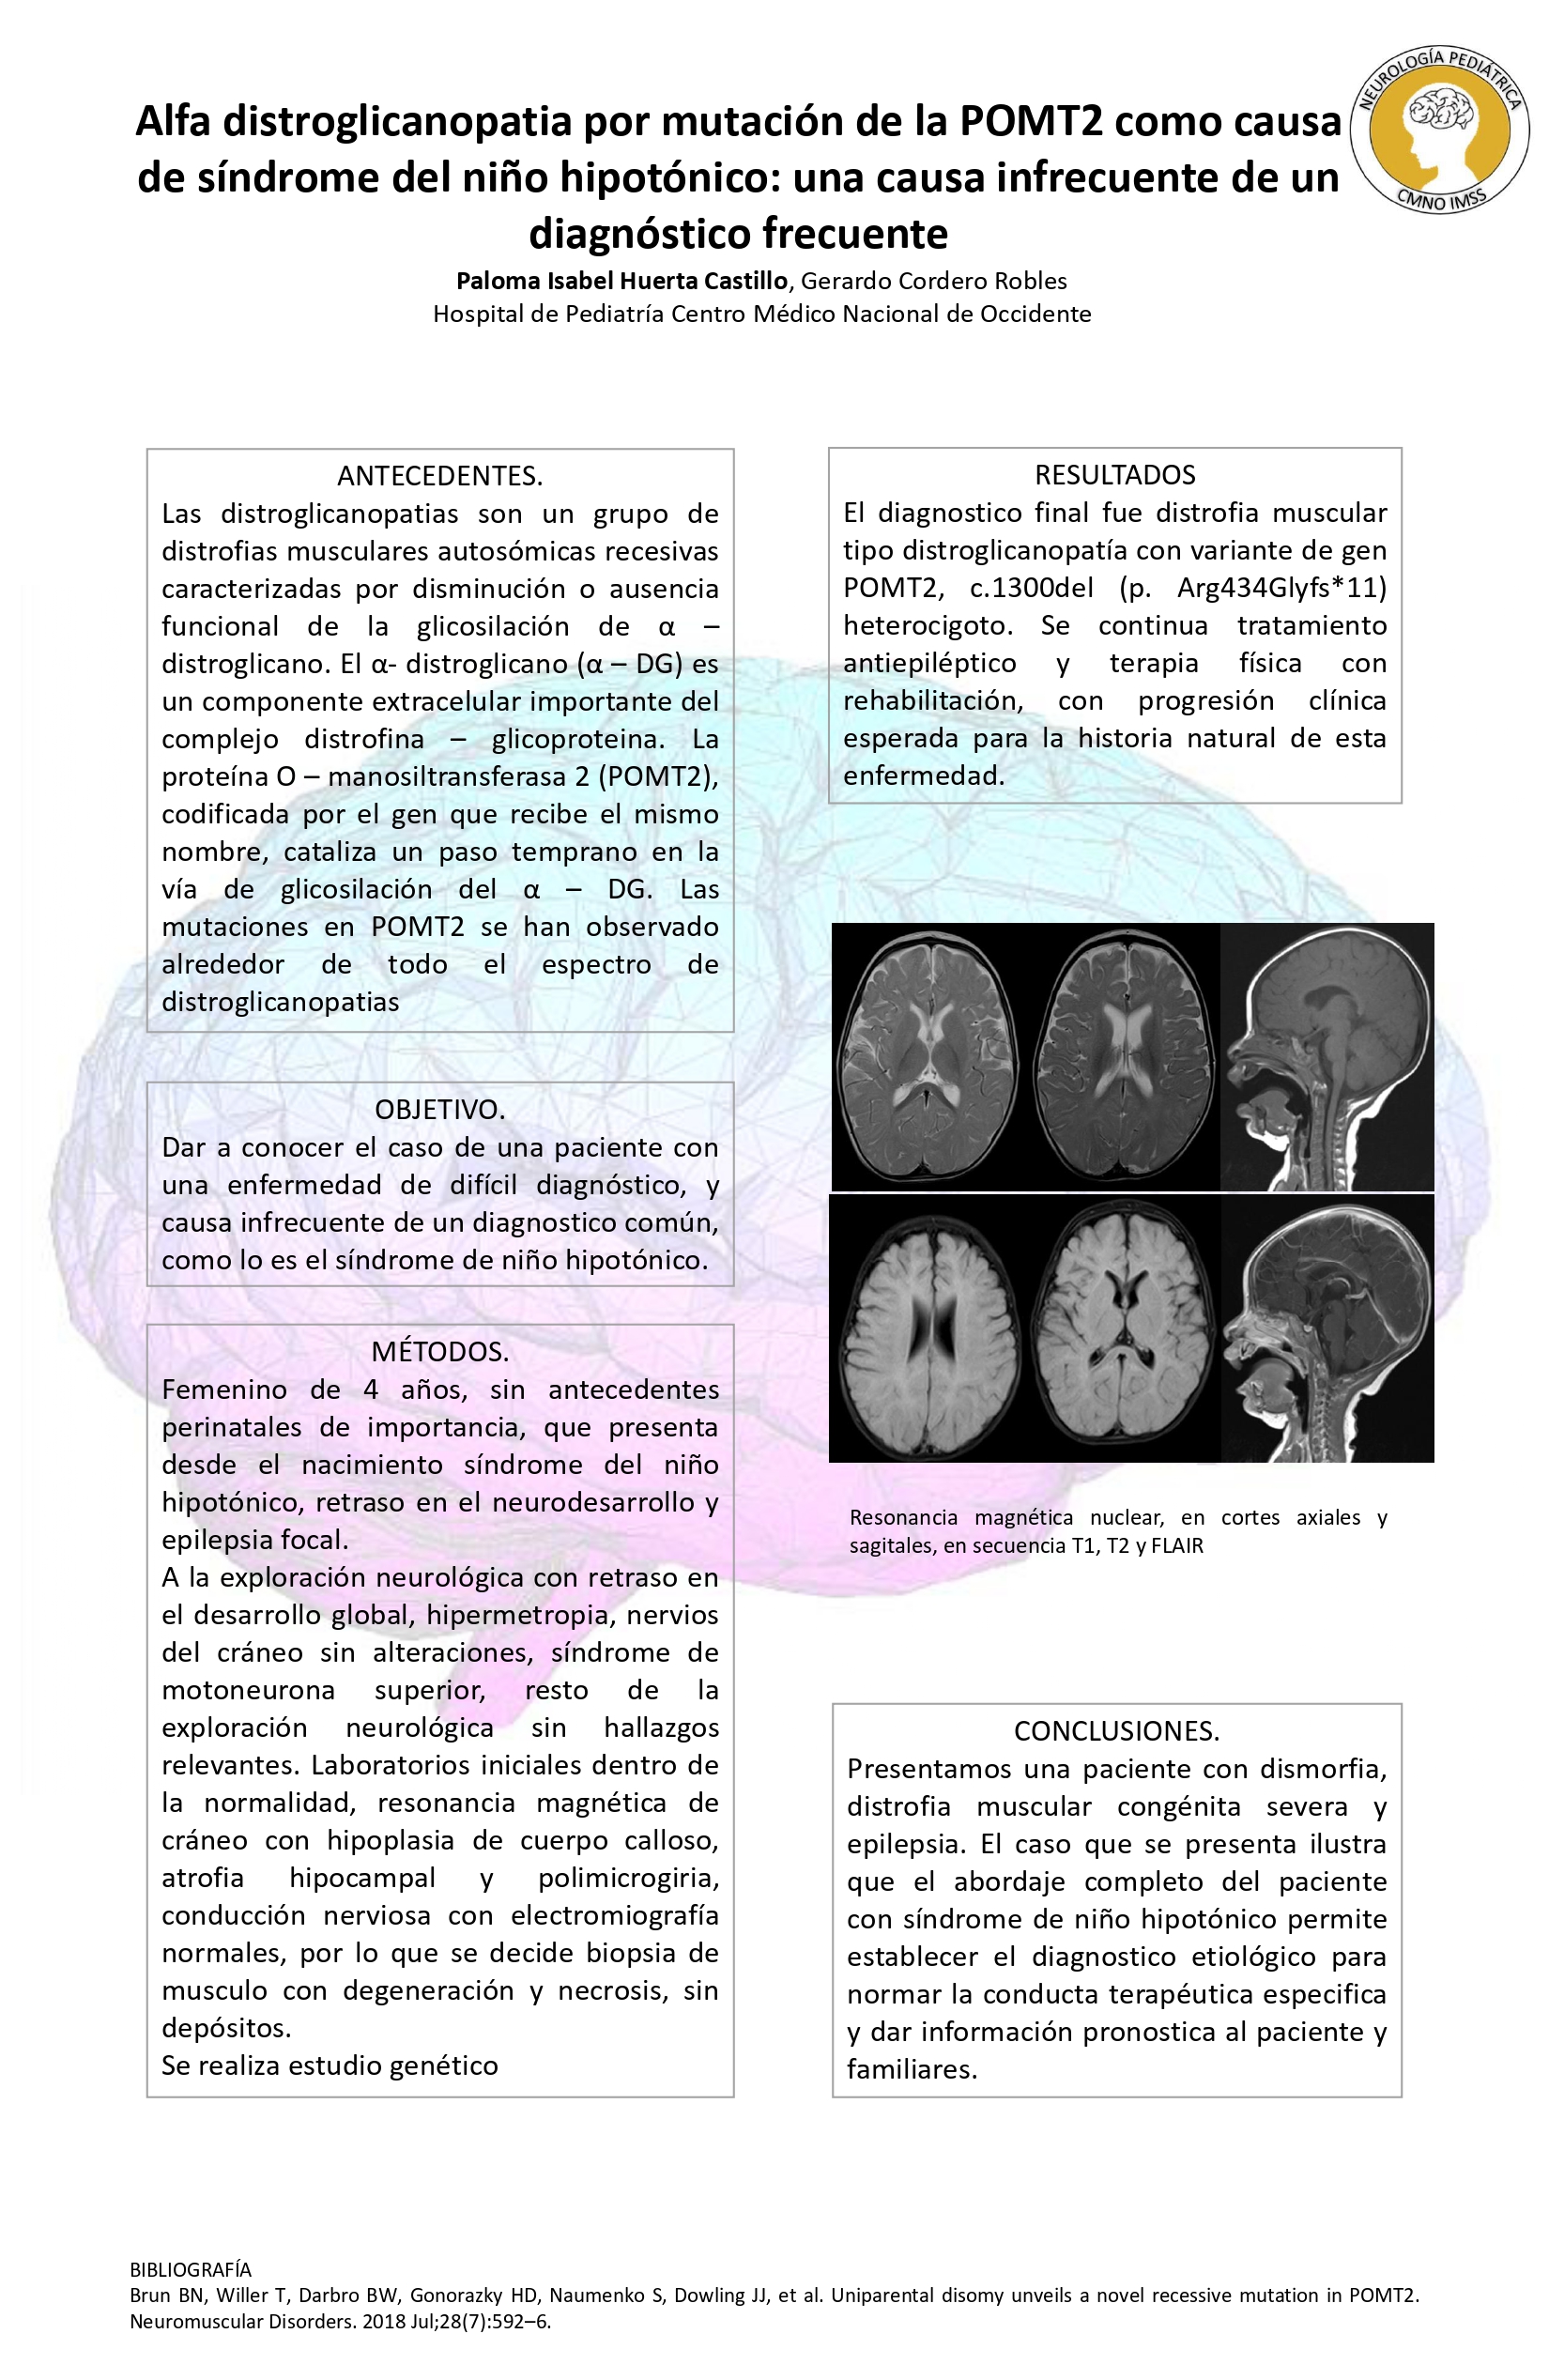 Alfa distroglicanopatia por mutación de la POMT2 como causa
de síndrome del niño hipotónico: una causa infrecuente de un
diagnóstico frecuente
NEUROLOGÍA PEDIÁTRICA
CMNO IMSS
Paloma Isabel Huerta Castillo, Gerardo Cordero Robles
Hospital de Pediatría Centro Médico Nacional de Occidente
ANTECEDENTES.
Las distroglicanopatias son un grupo de
distrofias musculares autosómicas recesivas
caracterizadas por disminución o ausencia
funcional de la glicosilación de α –
distroglicano. El α- distroglicano (α – DG) es
un componente extracelular importante del
complejo distrofina – glicoproteina. La
proteína O – manosiltransferasa 2 (POMT2),
codificada por el gen que recibe el mismo
nombre, cataliza un paso temprano en la
vía de glicosilación del α – DG. Las
mutaciones en POMT2 se han observado
alrededor de todo el espectro de
distroglicanopatias
OBJETIVO.
Dar a conocer el caso de una paciente con
una enfermedad de difícil diagnóstico, y
causa infrecuente de un diagnostico común,
como lo es el síndrome de niño hipotónico.
MÉTODOS.
Femenino de 4 años, sin antecedentes
perinatales de importancia, que presenta
desde el nacimiento síndrome del niño
hipotónico, retraso en el neurodesarrollo y
epilepsia focal.
A la exploración neurológica con retraso en
el desarrollo global, hipermetropia, nervios
del cráneo sin alteraciones, síndrome de
motoneurona superior, resto de la
exploración neurológica sin hallazgos
relevantes. Laboratorios iniciales dentro de
la normalidad, resonancia magnética de
cráneo con hipoplasia de cuerpo calloso,
atrofia hipocampal y polimicrogiria,
conducción nerviosa con electromiografía
normales, por lo que se decide biopsia de
musculo con degeneración y necrosis, sin
depósitos.
Se realiza estudio genético
RESULTADOS
El diagnostico final fue distrofia muscular
tipo distroglicanopatía con variante de gen
POMT2, c.1300del (p. Arg434Glyfs*11)
heterocigoto. Se continua tratamiento
antiepiléptico y terapia física con
rehabilitación, con progresión clínica
esperada para la historia natural de esta
enfermedad.
Resonancia magnética nuclear, en cortes axiales y
sagitales, en secuencia T1, T2 y FLAIR
CONCLUSIONES.
Presentamos una paciente con dismorfia,
distrofia muscular congénita severa y
epilepsia. El caso que se presenta ilustra
que el abordaje completo del paciente
con síndrome de niño hipotónico permite
establecer el diagnostico etiológico para
normar la conducta terapéutica especifica
y dar información pronostica al paciente y
familiares.
BIBLIOGRAFÍA
Brun BN, Willer T, Darbro BW, Gonorazky HD, Naumenko S, Dowling JJ, et al. Uniparental disomy unveils a novel recessive mutation in POMT2.
Neuromuscular Disorders. 2018 Jul;28(7):592–6.